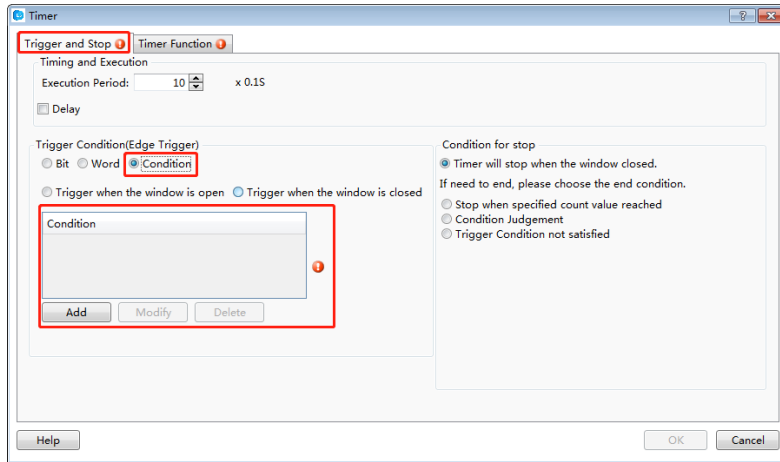 Timer
Trigger and Stop Timer Function
Timing and Execution
Execution Period: 10 x 0.1S
Delay
Trigger Condition(Edge Trigger)
Bit Word Condition
Trigger when the window is open Trigger when the window is closed
Condition
Add Modify Delete
Condition for stop
Timer will stop when the window closed.
If need to end, please choose the end condition.
Stop when specified count value reached
Condition Judgement
Trigger Condition not satisfied
Help OK Cancel